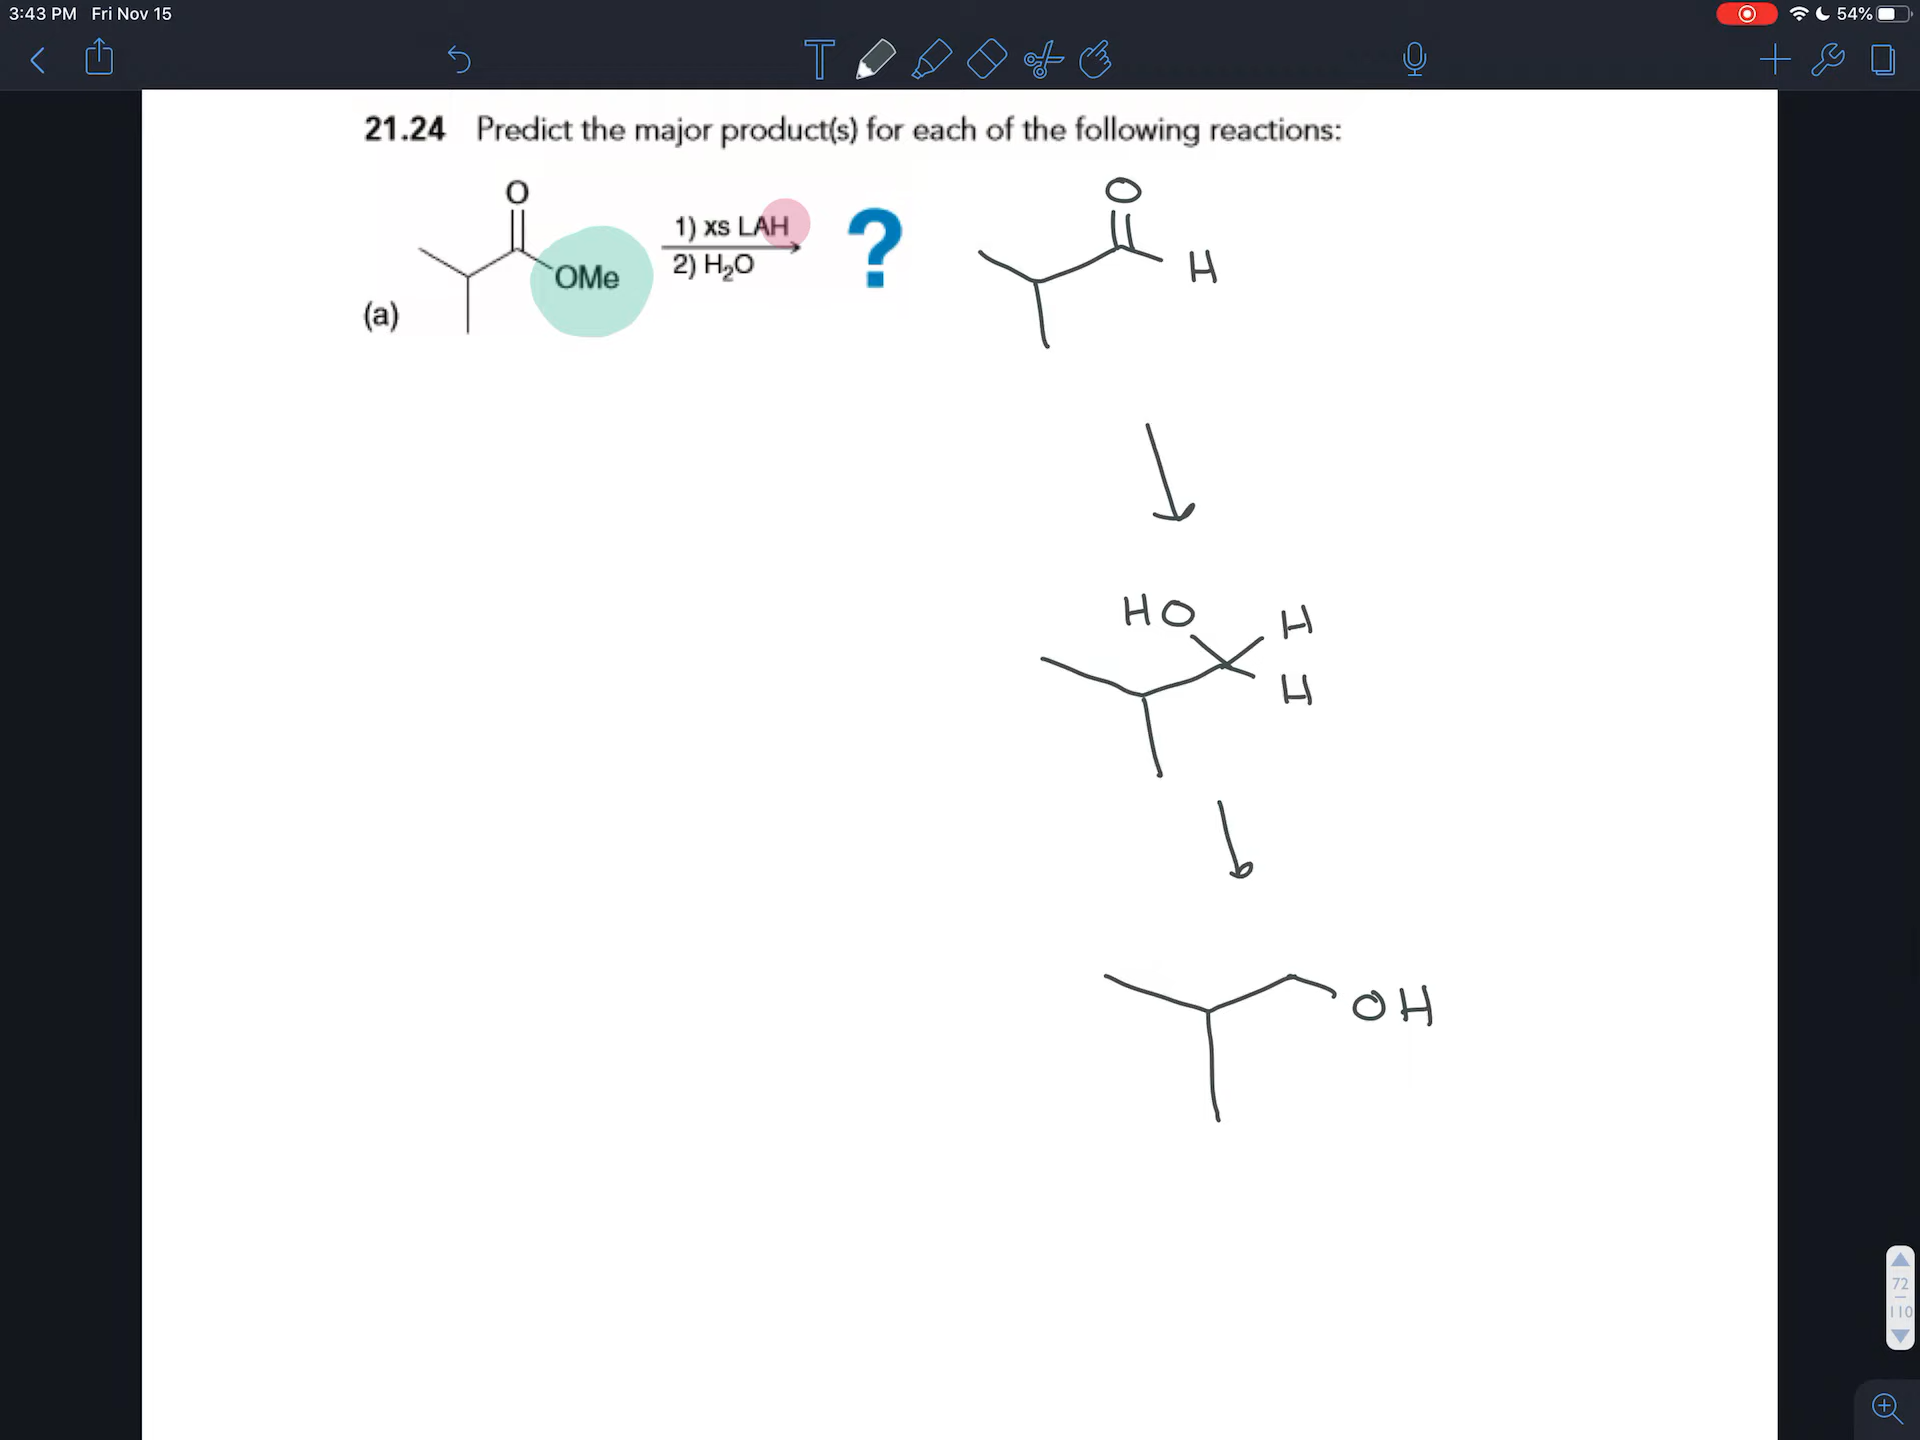 3:43 PM Fri Nov 15
54%
21.24 Predict the major product(s) for each of the following reactions:
O
OMe
(a)
1) xs LAH
2) H₂O
?
O
H
HO
H
H
OH
72
110